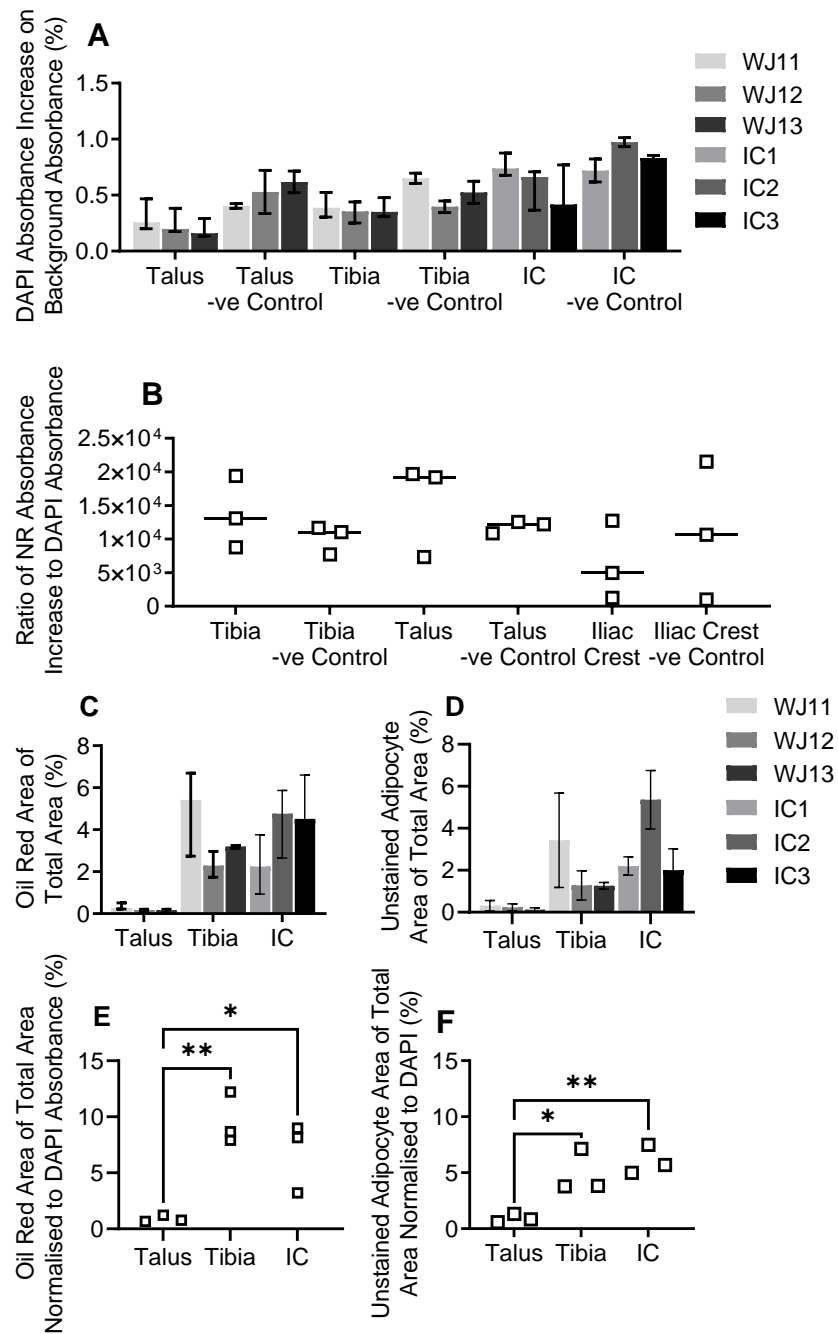 A
DAPI Absorbance Increase on
Background Absorbance (%)
1.5
1.0
0.5
0.0
Talus
Talus
-ve Control
Tibia
Tibia
-ve Control
IC
IC
-ve Control
WJ11
WJ12
WJ13
IC1
IC2
IC3
B
Ratio of NR Absorbance
Increase to DAPI Absorbance
2.5×10⁴
2×10⁴
1.5×10⁴
1×10⁴
5×10³
0
Tibia
Tibia
-ve Control
Talus
Talus
-ve Control
Iliac
Crest
Iliac Crest
-ve Control
C
Oil Red Area of
Total Area (%)
8
6
4
2
0
Talus
Tibia
IC
D
Unstained Adipocyte
Area of Total Area (%)
8
6
4
2
0
Talus
Tibia
IC
WJ11
WJ12
WJ13
IC1
IC2
IC3
E
Oil Red Area of Total Area
Normalised to DAPI Absorbance (%)
15
10
5
0
*
**
Talus
Tibia
IC
F
Unstained Adipocyte Area of Total
Area Normalised to DAPI (%)
15
10
5
0
**
*
Talus
Tibia
IC